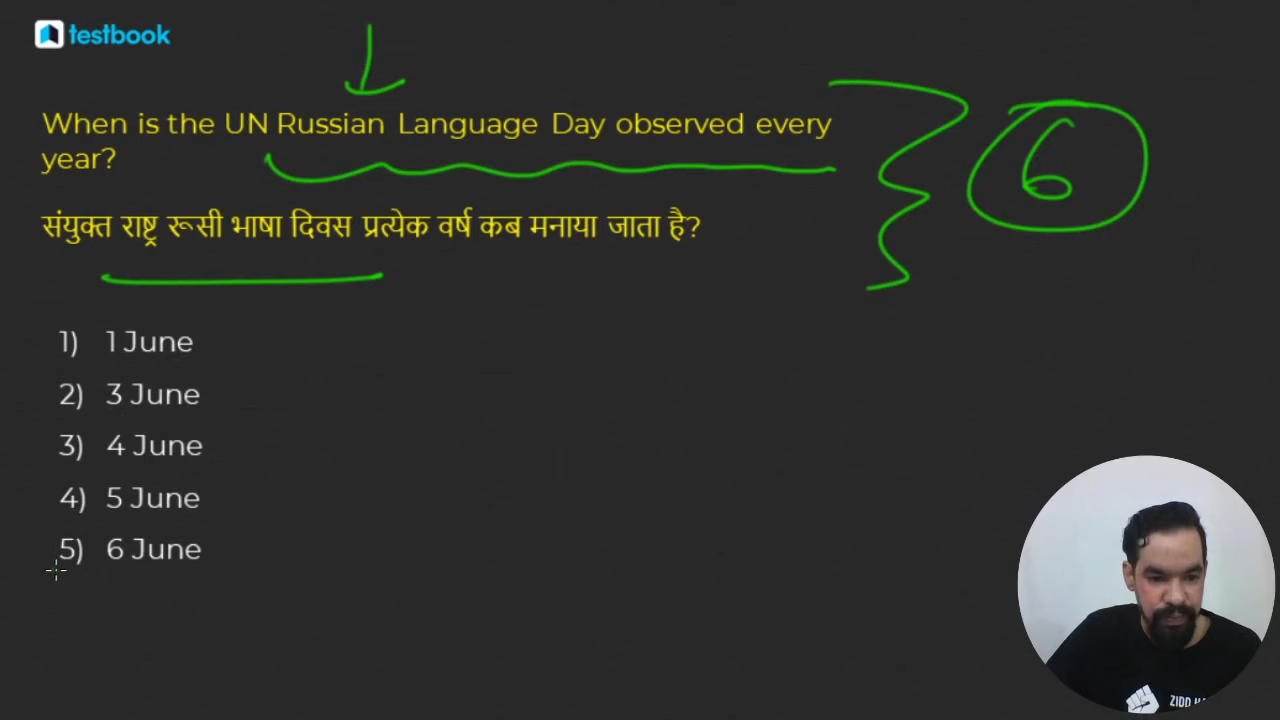 testbook
When is the UN Russian Language Day observed every
year?
6
संयुक्त राष्ट्र रूसी भाषा दिवस प्रत्येक वर्ष कब मनाया जाता है?
1) 1 June
2) 3 June
3) 4 June
4) 5 June
5) 6 June
ZIDD